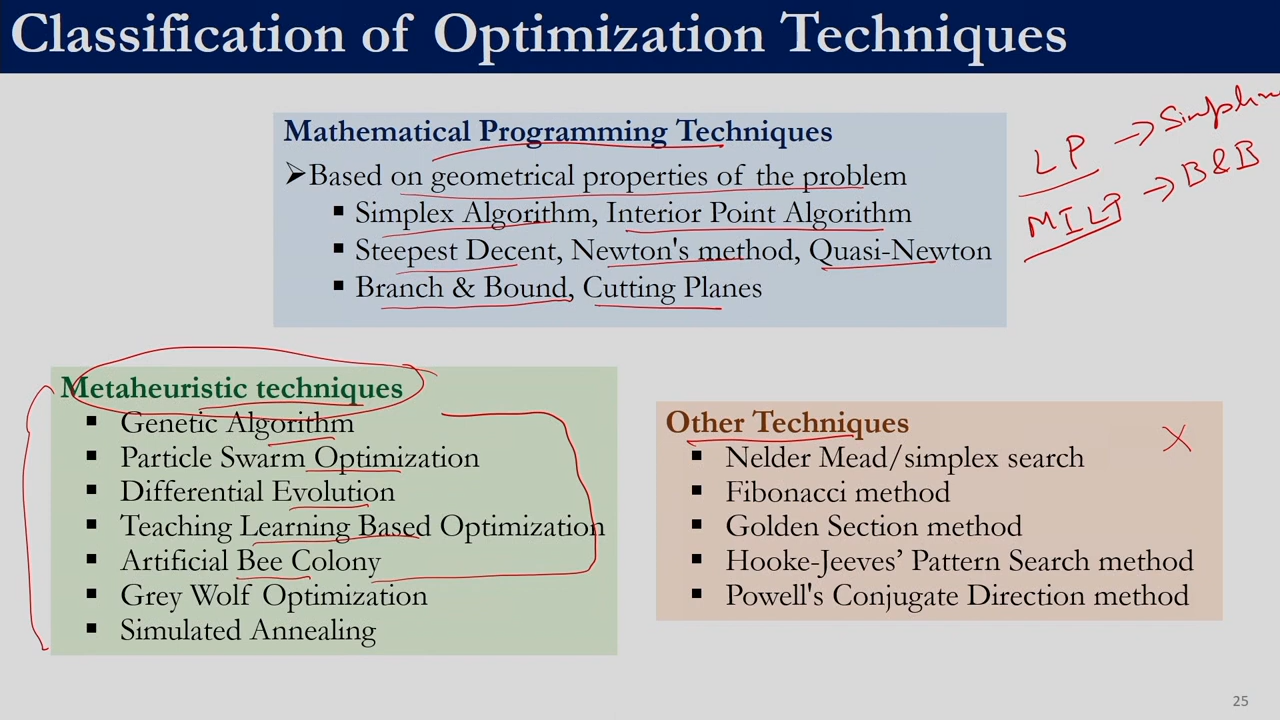 Classification of Optimization Techniques
Mathematical Programming Techniques
➤Based on geometrical properties of the problem
▪ Simplex Algorithm, Interior Point Algorithm
▪ Steepest Decent, Newton's method, Quasi-Newton
▪ Branch & Bound, Cutting Planes
LP →
MILP → B&B
Metaheuristic techniques
▪ Genetic Algorithm
▪ Particle Swarm Optimization
▪ Differential Evolution
▪ Teaching Learning Based Optimization
▪ Artificial Bee Colony
▪ Grey Wolf Optimization
▪ Simulated Annealing
Other Techniques
X
▪ Nelder Mead/simplex search
▪ Fibonacci method
▪ Golden Section method
▪ Hooke-Jeeves’ Pattern Search method
▪ Powell's Conjugate Direction method
25